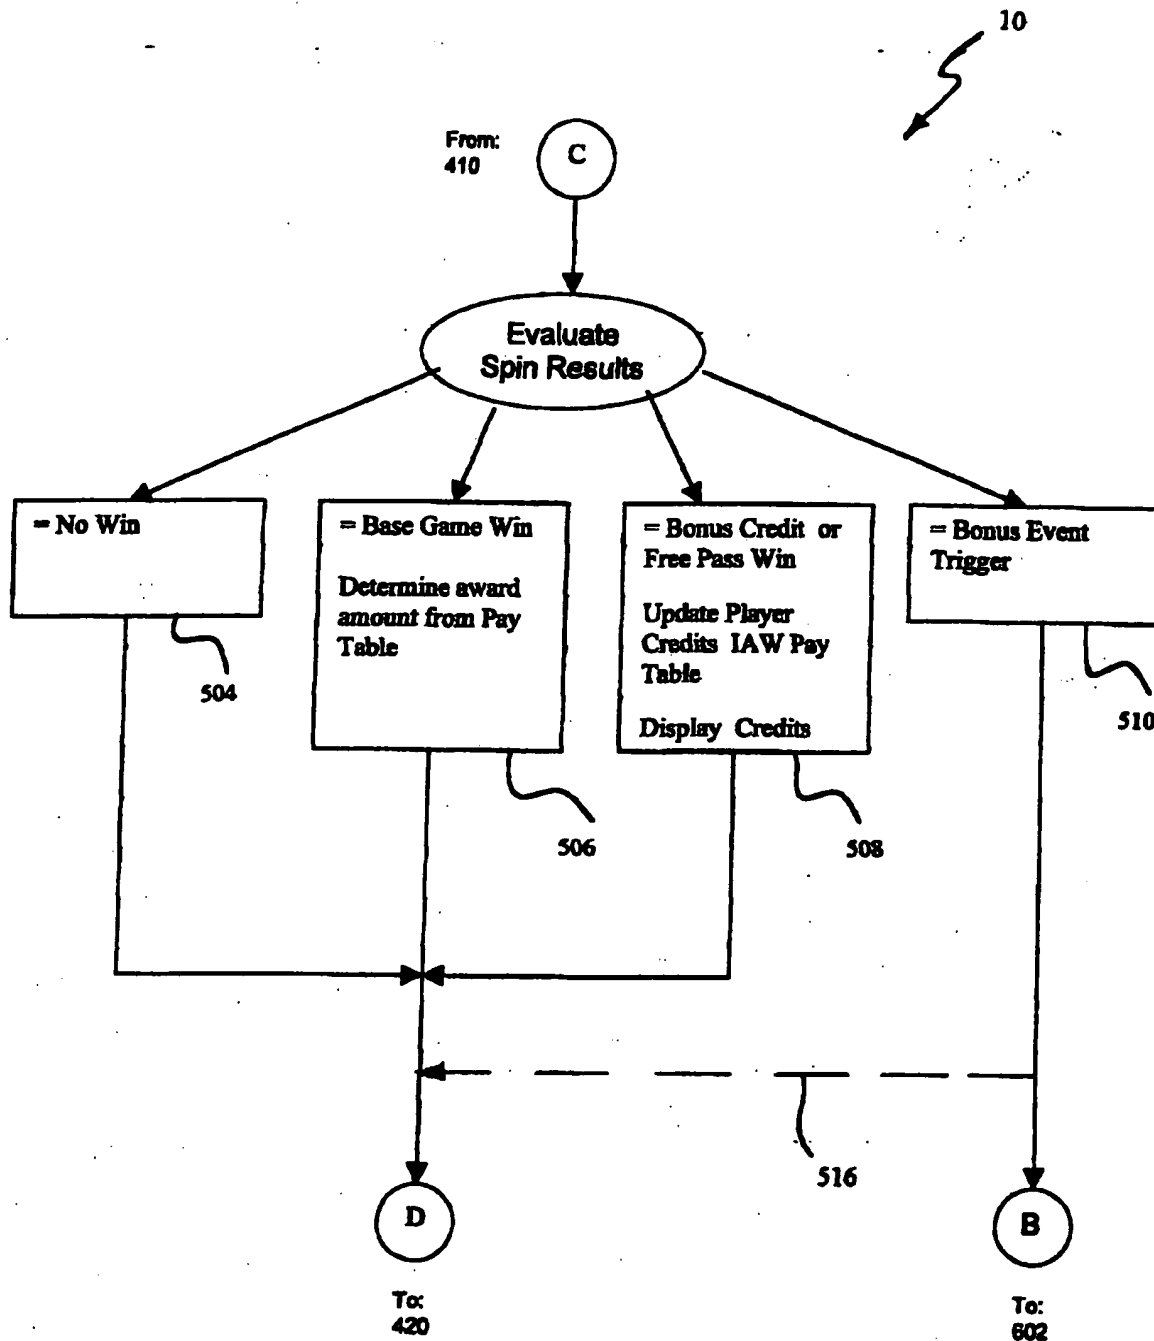 10
From:
410
C
Evaluate
Spin Results
= No Win
504
= Base Game Win
Determine award
amount from Pay
Table
506
= Bonus Credit or
Free Pass Win
Update Player
Credits IAW Pay
Table
Display Credits
508
= Bonus Event
Trigger
510
516
D
To:
420
B
To:
602